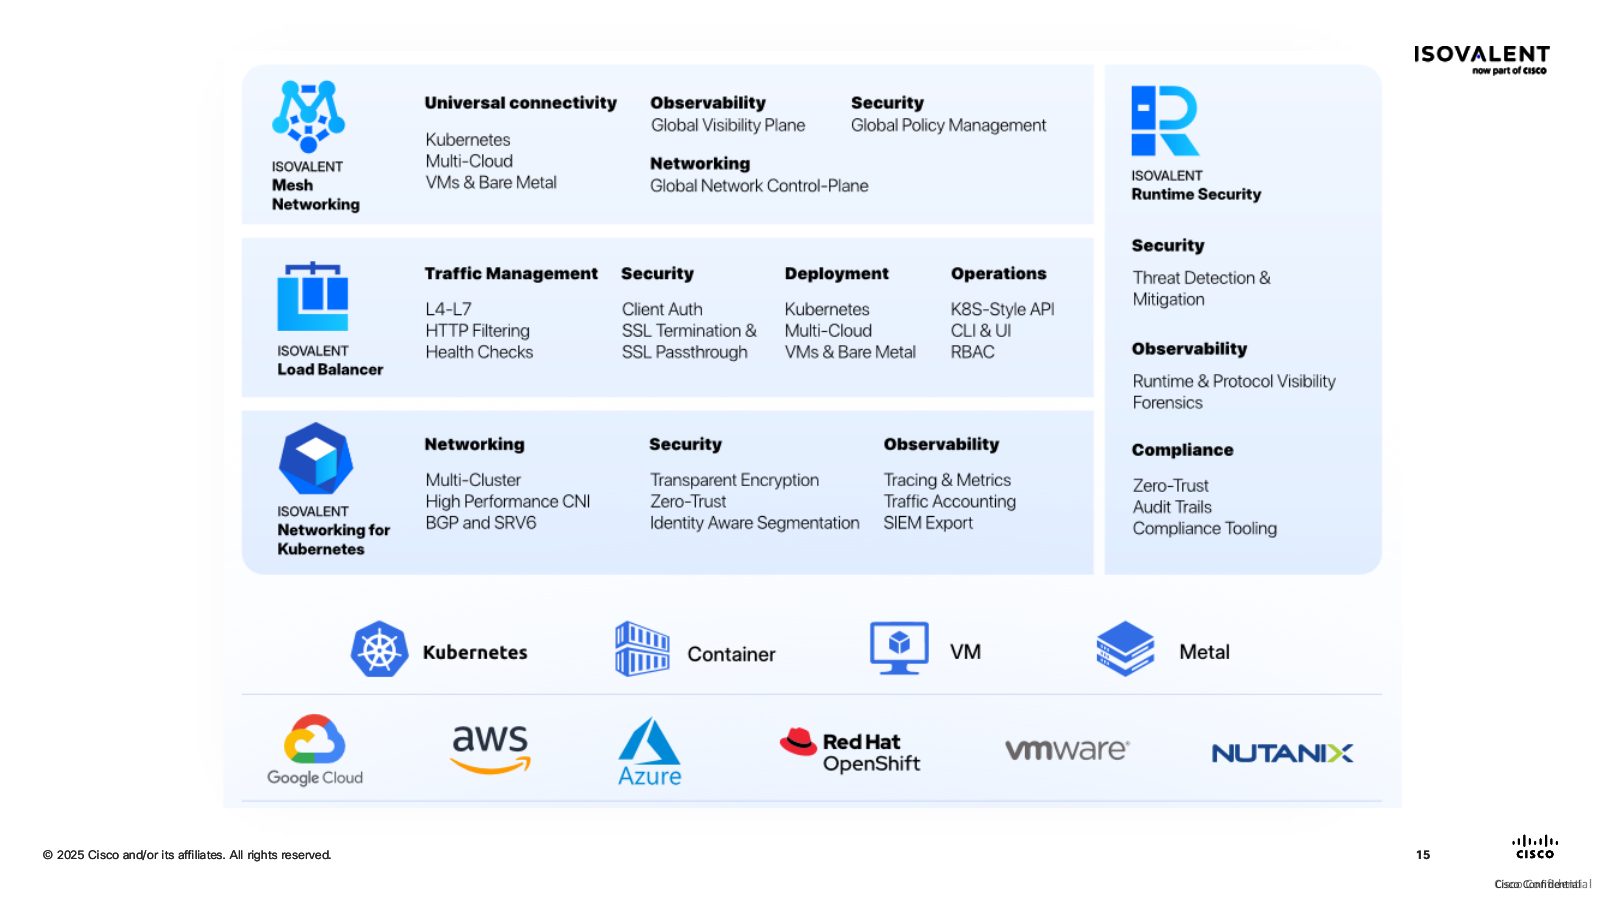 ISOVALENT
now part of CISCO
ISOVALENT
Mesh
Networking
Universal connectivity
Kubernetes
Multi-Cloud
VMs & Bare Metal
Observability
Global Visibility Plane
Networking
Global Network Control-Plane
Security
Global Policy Management
ISOVALENT
Load Balancer
Traffic Management
L4-L7
HTTP Filtering
Health Checks
Security
Client Auth
SSL Termination &
SSL Passthrough
Deployment
Kubernetes
Multi-Cloud
VMs & Bare Metal
Operations
K8S-Style API
CLI & UI
RBAC
ISOVALENT
Networking for
Kubernetes
Networking
Multi-Cluster
High Performance CNI
BGP and SRV6
Security
Transparent Encryption
Zero-Trust
Identity Aware Segmentation
Observability
Tracing & Metrics
Traffic Accounting
SIEM Export
ISOVALENT
Runtime Security
Security
Threat Detection &
Mitigation
Observability
Runtime & Protocol Visibility
Forensics
Compliance
Zero-Trust
Audit Trails
Compliance Tooling
Kubernetes
Container
VM
Metal
Google Cloud
aws
Azure
Red Hat
OpenShift
vmware®
NUTANIX
© 2025 Cisco and/or its affiliates. All rights reserved.
15
CISCO
Cisco Confidential